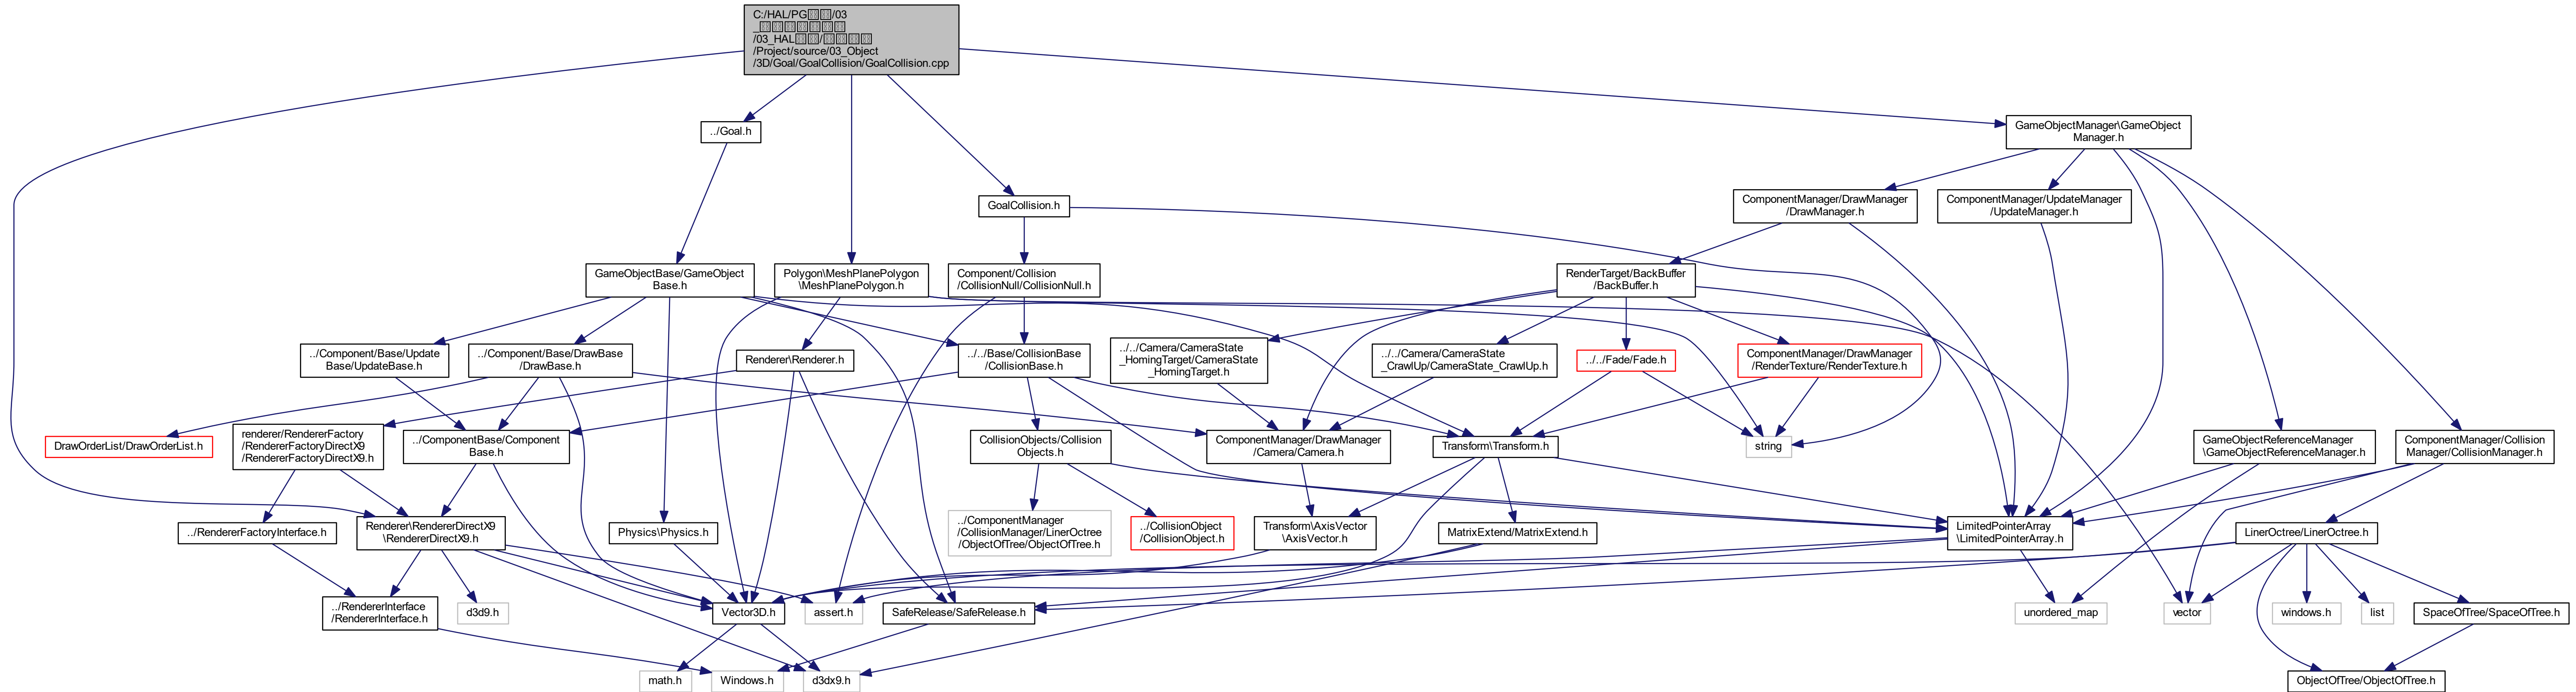 C:/HAL/PG/03
_
/03_HAL/
/Project/source/03_Object
/3D/Goal/GoalCollision/GoalCollision.cpp
../Goal.h
GameObjectManager\GameObject
Manager.h
GoalCollision.h
ComponentManager/DrawManager
/DrawManager.h
ComponentManager/UpdateManager
/UpdateManager.h
GameObjectBase/GameObject
Base.h
Polygon\MeshPlanePolygon
\MeshPlanePolygon.h
Component/Collision
/CollisionNull/CollisionNull.h
RenderTarget/BackBuffer
/BackBuffer.h
../Component/Base/Update
Base/UpdateBase.h
../Component/Base/DrawBase
/DrawBase.h
Renderer\Renderer.h
../../Base/CollisionBase
/CollisionBase.h
../../Camera/CameraState
_HomingTarget/CameraState
_HomingTarget.h
../../Camera/CameraState
_CrawlUp/CameraState_CrawlUp.h
../../Fade/Fade.h
ComponentManager/DrawManager
/RenderTexture/RenderTexture.h
DrawOrderList/DrawOrderList.h
renderer/RendererFactory
/RendererFactoryDirectX9
/RendererFactoryDirectX9.h
../ComponentBase/Component
Base.h
CollisionObjects/Collision
Objects.h
ComponentManager/DrawManager
/Camera/Camera.h
Transform\Transform.h
string
GameObjectReferenceManager
\GameObjectReferenceManager.h
ComponentManager/Collision
Manager/CollisionManager.h
../RendererFactoryInterface.h
Renderer\RendererDirectX9
\RendererDirectX9.h
Physics\Physics.h
../ComponentManager
/CollisionManager/LinerOctree
/ObjectOfTree/ObjectOfTree.h
../CollisionObject
/CollisionObject.h
Transform\AxisVector
\AxisVector.h
MatrixExtend/MatrixExtend.h
LimitedPointerArray
\LimitedPointerArray.h
LinerOctree/LinerOctree.h
../RendererInterface
/RendererInterface.h
d3d9.h
Vector3D.h
assert.h
SafeRelease/SafeRelease.h
unordered_map
vector
windows.h
list
SpaceOfTree/SpaceOfTree.h
math.h
Windows.h
d3dx9.h
ObjectOfTree/ObjectOfTree.h